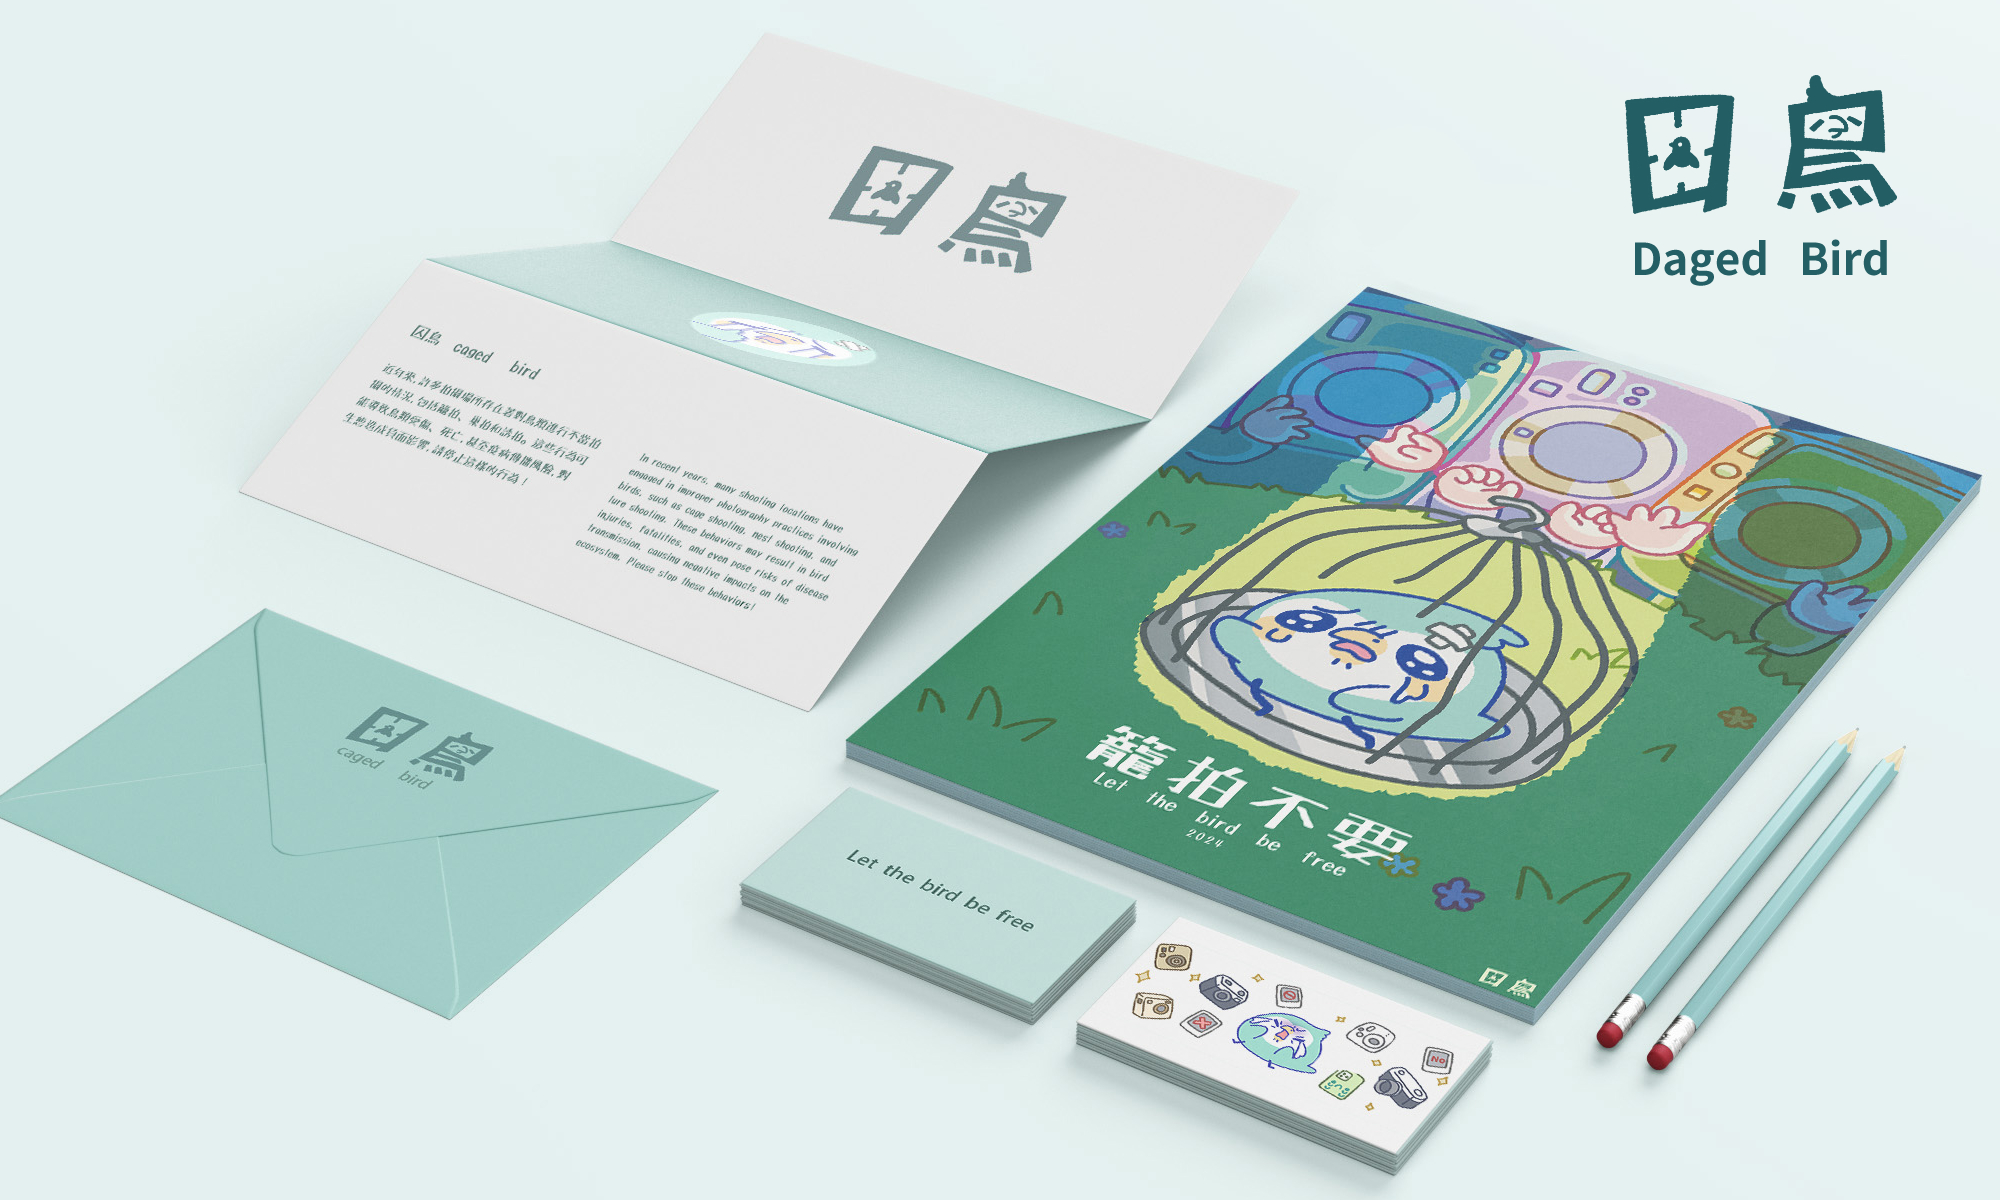 囚鳥
Daged Bird
囚鳥
囚鳥 caged bird
近年來,許多拍攝場所存在著對鳥類進行不當拍
攝的情況,包括籠拍、巢拍和誘拍。這些行為可
能導致鳥類受傷、死亡,甚至疫病傳播風險,對
生態造成負面影響,請停止這樣的行為!
In recent years, many shooting locations have
engaged in improper photography practices involving
birds, such as cage shooting, nest shooting, and
lure shooting. These behaviors may result in bird
injuries, fatalities, and even pose risks of disease
transmission, causing negative impacts on the
ecosystem. Please stop these behaviors!
囚鳥
caged bird
籠拍不要
Let the bird be free
2024
囚鳥
Let the bird be free
NO